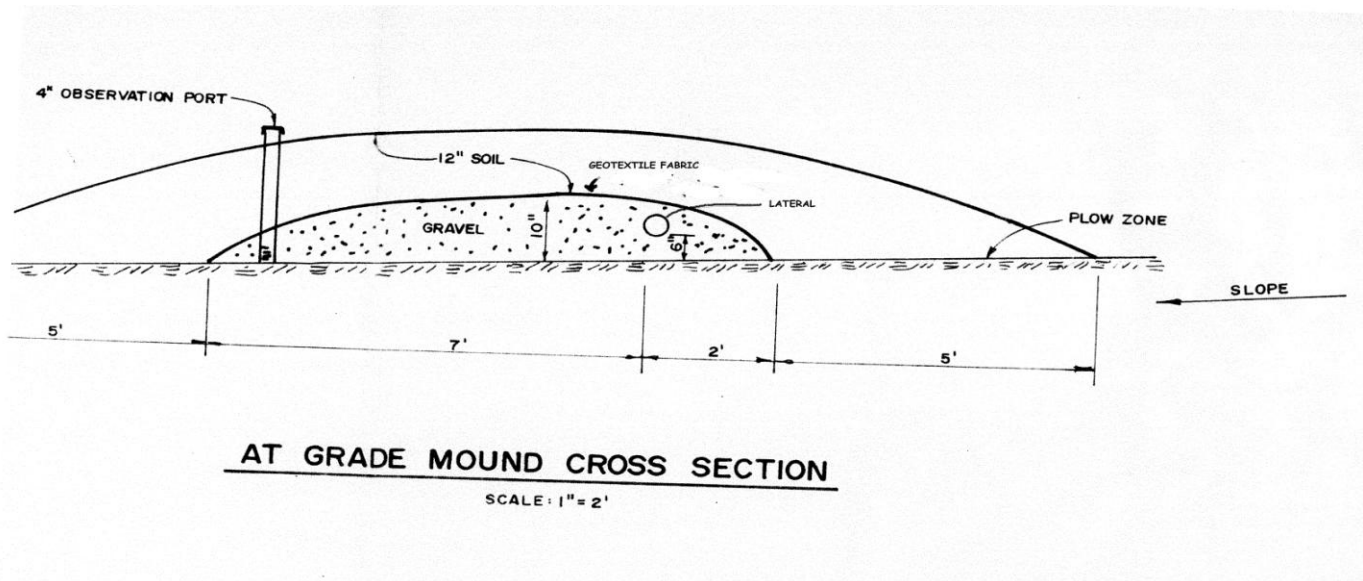 4" OBSERVATION PORT
12" SOIL
GEOTEXTILE FABRIC
LATERAL
GRAVEL
10"
6"
PLOW ZONE
SLOPE
5'
7'
2'
5'
AT GRADE MOUND CROSS SECTION
SCALE: 1" = 2'